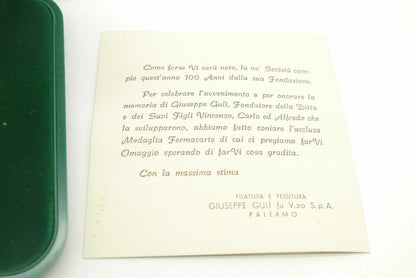 Come forse Vi sarà noto, la ns' Società com-
pie quest'anno 100 Anni dalla sua Fondazione.
Per celebrare l'avvenimento e per onorare la
memoria di Giuseppe Gulì, Fondatore della Ditta
e dei Suoi Figli Vincenzo, Carlo ed Alfredo che
la svilupparono, abbiamo fatto coniare l'acclusa
Medaglia Fermacarte di cui ci pregiamo farVi
Omaggio sperando di farVi cosa gradita.
Con la massima stima
FILATURA E TESSITURA
GIUSEPPE GULÌ fu V.zo S.p.A.
PALERMO